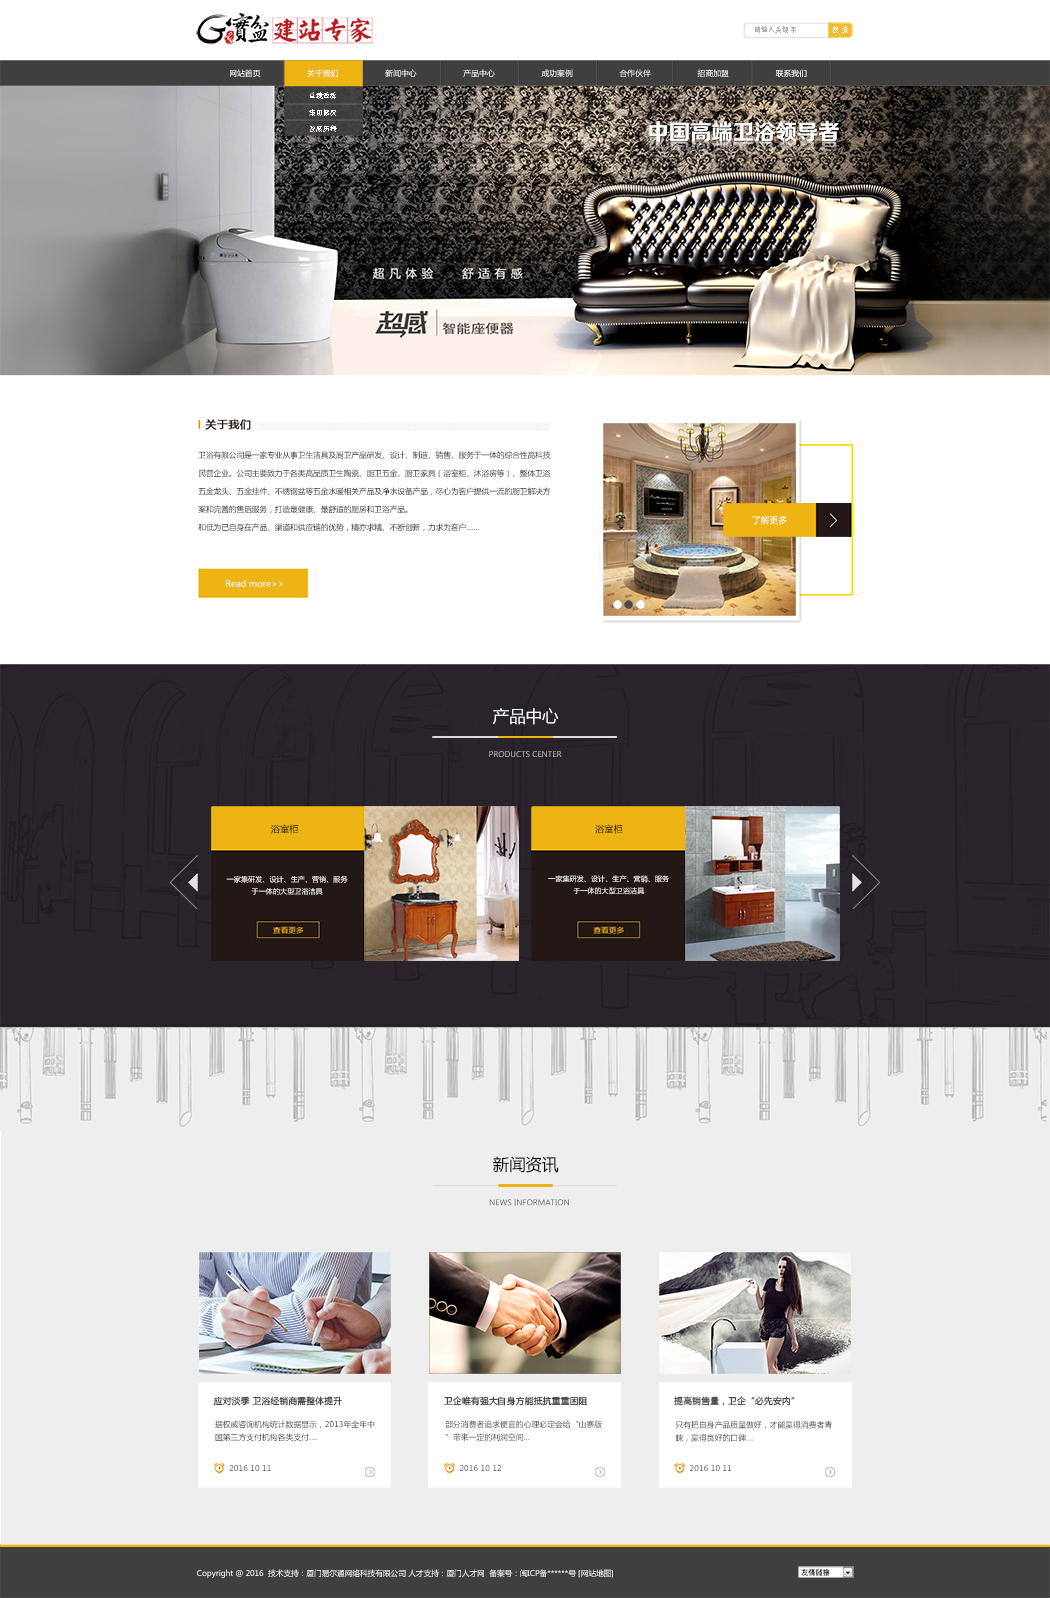 G寶盆 建站专家
请输入关键字 搜索
网站首页 关于我们 新闻中心 产品中心 成功案例 合作伙伴 招商加盟 联系我们
中国高端卫浴领导者
超凡体验 舒适有感
超感 智能座便器
关于我们
卫浴有限公司是一家专业从事卫生洁具及厨卫产品研发、设计、制造、销售、服务于一体的综合性高科技
民营企业。公司主要致力于各类高品质卫生陶瓷、厨卫五金、厨卫家具(浴室柜、沐浴房等)、整体卫浴
五金龙头、五金挂件、不锈钢盆等五金水暖相关产品及净水设备产品,尽心为客户提供一流的厨卫解决方
案和完善的售后服务,打造最健康、最舒适的厨房和卫浴产品。
和低为已自身在产品、渠道和供应链的优势,精亦求精、不断创新,力求为客户......
Read more>>
了解更多
产品中心
PRODUCTS CENTER
浴室柜
一家集研发、设计、生产、营销、服务
于一体的大型卫浴洁具
查看更多
浴室柜
一家集研发、设计、生产、营销、服务
于一体的大型卫浴洁具
查看更多
新闻资讯
NEWS INFORMATION
应对淡季 卫浴经销商需整体提升
据权威咨询机构统计数据显示,2013年全年中
国第三方支付机构各类支付....
2016 10 11
卫企唯有强大自身方能抵抗重重困阻
部分消费者追求便宜的心理必定会给“山寨版
”带来一定的利润空间...
2016 10 12
提高销售量,卫企“必先安内”
只有把自身产品质量做好,才能赢得消费者青
睐,赢得良好的口碑...
2016 10 11
Copyright @ 2016 技术支持:厦门易尔通网络科技有限公司 人才支持:厦门人才网 备案号:闽ICP备******号 [网站地图]
友情链接